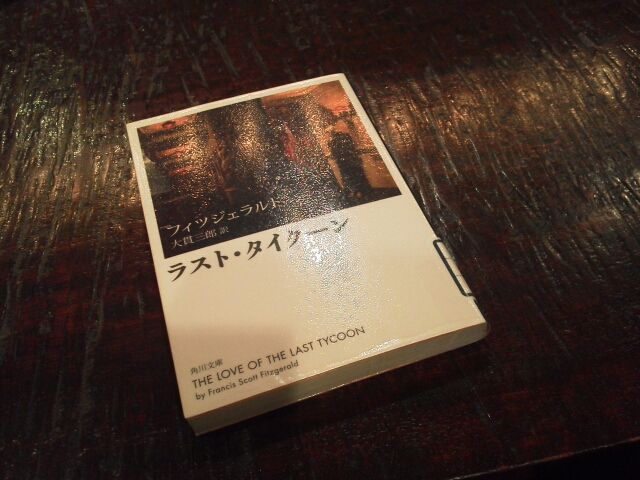 フィツジェラルド
大貫三郎 訳
ラスト・タイクーン
角川文庫
THE LOVE OF THE LAST TYCOON
by Francis Scott Fitzgerald